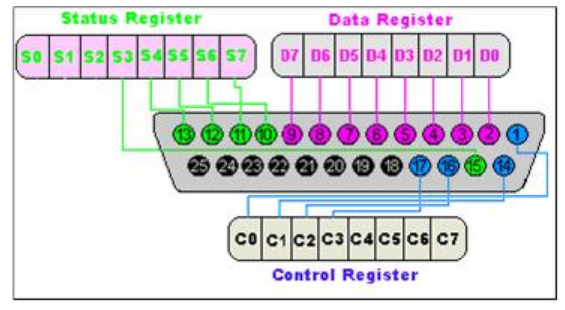 Status Register Data Register
S0 S1 S2 S3 S4 S5 S6 S7 D7 D6 D5 D4 D3 D2 D1 D0
13 12 11 10 9 8 7 6 5 4 3 2 1
25 24 23 22 21 20 19 18 17 16 15 14
C0 C1 C2 C3 C4 C5 C6 C7
Control Register